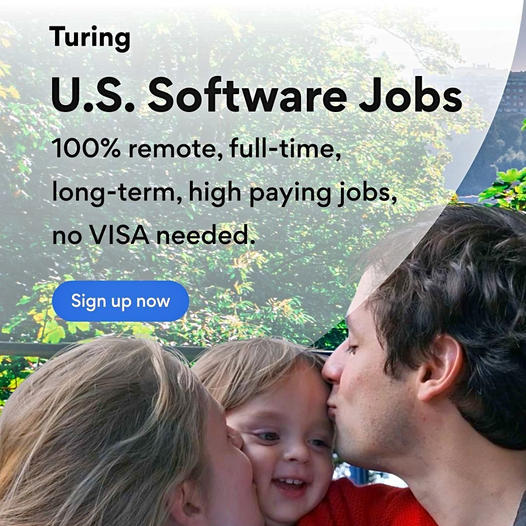 Turing
U.S. Software Jobs
100% remote, full-time,
long-term, high paying jobs,
no VISA needed.
Sign up now